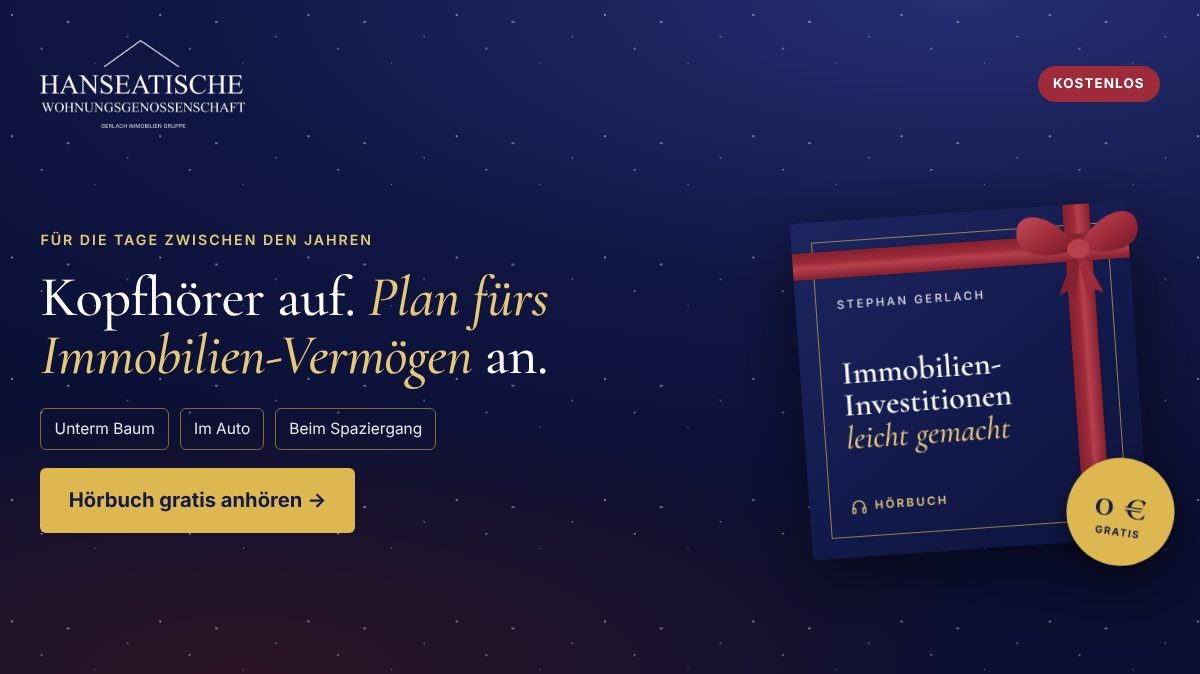 HANSEATISCHE
WOHNUNGSGENOSSENSCHAFT
GERLACH IMMOBILIEN GRUPPE
KOSTENLOS
FÜR DIE TAGE ZWISCHEN DEN JAHREN
Kopfhörer auf. Plan fürs
Immobilien-Vermögen an.
Unterm Baum
Im Auto
Beim Spaziergang
Hörbuch gratis anhören →
STEPHAN GERLACH
Immobilien-
Investitionen
leicht gemacht
HÖRBUCH
0 €
GRATIS